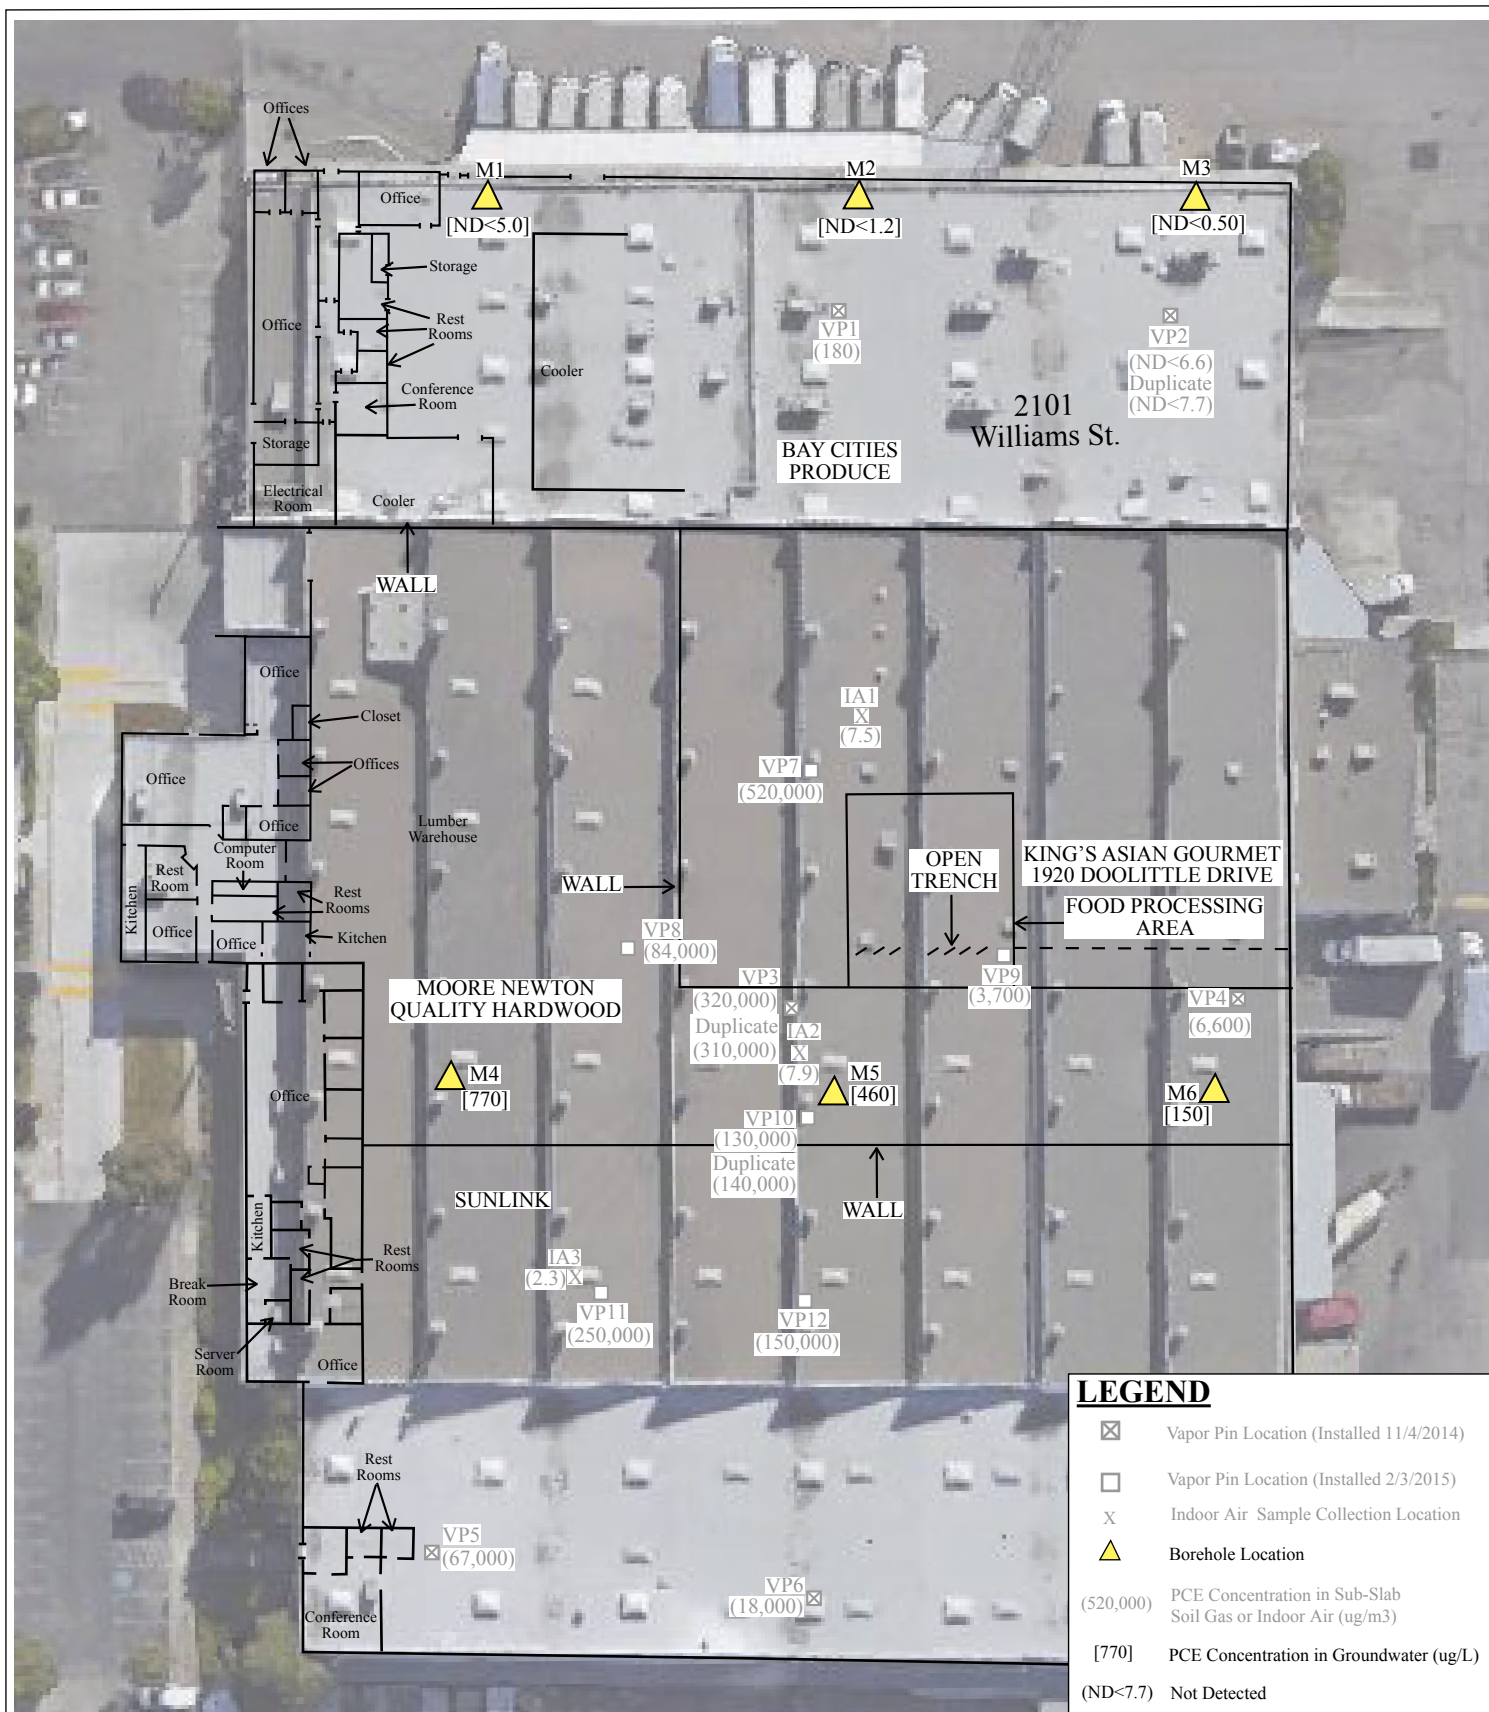 Offices
M1
M2
M3
Office
[ND<5.0]
[ND<1.2]
[ND<0.50]
Storage
Office
Rest
Rooms
VP1
(180)
VP2
(ND<6.6)
Duplicate
(ND<7.7)
Cooler
Conference
Room
2101
Williams St.
Storage
BAY CITIES
PRODUCE
Electrical
Room
Cooler
WALL
Office
Closet
IA1
X
(7.5)
Offices
Office
VP7
(520,000)
Office
Lumber
Warehouse
Computer
Room
OPEN
TRENCH
KING'S ASIAN GOURMET
1920 DOOLITTLE DRIVE
Rest
Room
WALL
Kitchen
Rest
Rooms
FOOD PROCESSING
AREA
Office
Office
Kitchen
VP8
(84,000)
VP3
(320,000)
Duplicate
(310,000)
VP9
(3,700)
MOORE NEWTON
QUALITY HARDWOOD
VP4
(6,600)
IA2
X
(7.9)
M4
[770]
M5
[460]
M6
[150]
Office
VP10
(130,000)
Duplicate
(140,000)
SUNLINK
WALL
Kitchen
Rest
Rooms
IA3
(2.3) X
Break
Room
VP11
(250,000)
VP12
(150,000)
Server
Room
Office
LEGEND
Vapor Pin Location (Installed 11/4/2014)
Vapor Pin Location (Installed 2/3/2015)
X Indoor Air Sample Collection Location
Borehole Location
(520,000) PCE Concentration in Sub-Slab
Soil Gas or Indoor Air (ug/m3)
[770] PCE Concentration in Groundwater (ug/L)
(ND<7.7) Not Detected
Rest
Rooms
VP5
(67,000)
VP6
(18,000)
Conference
Room